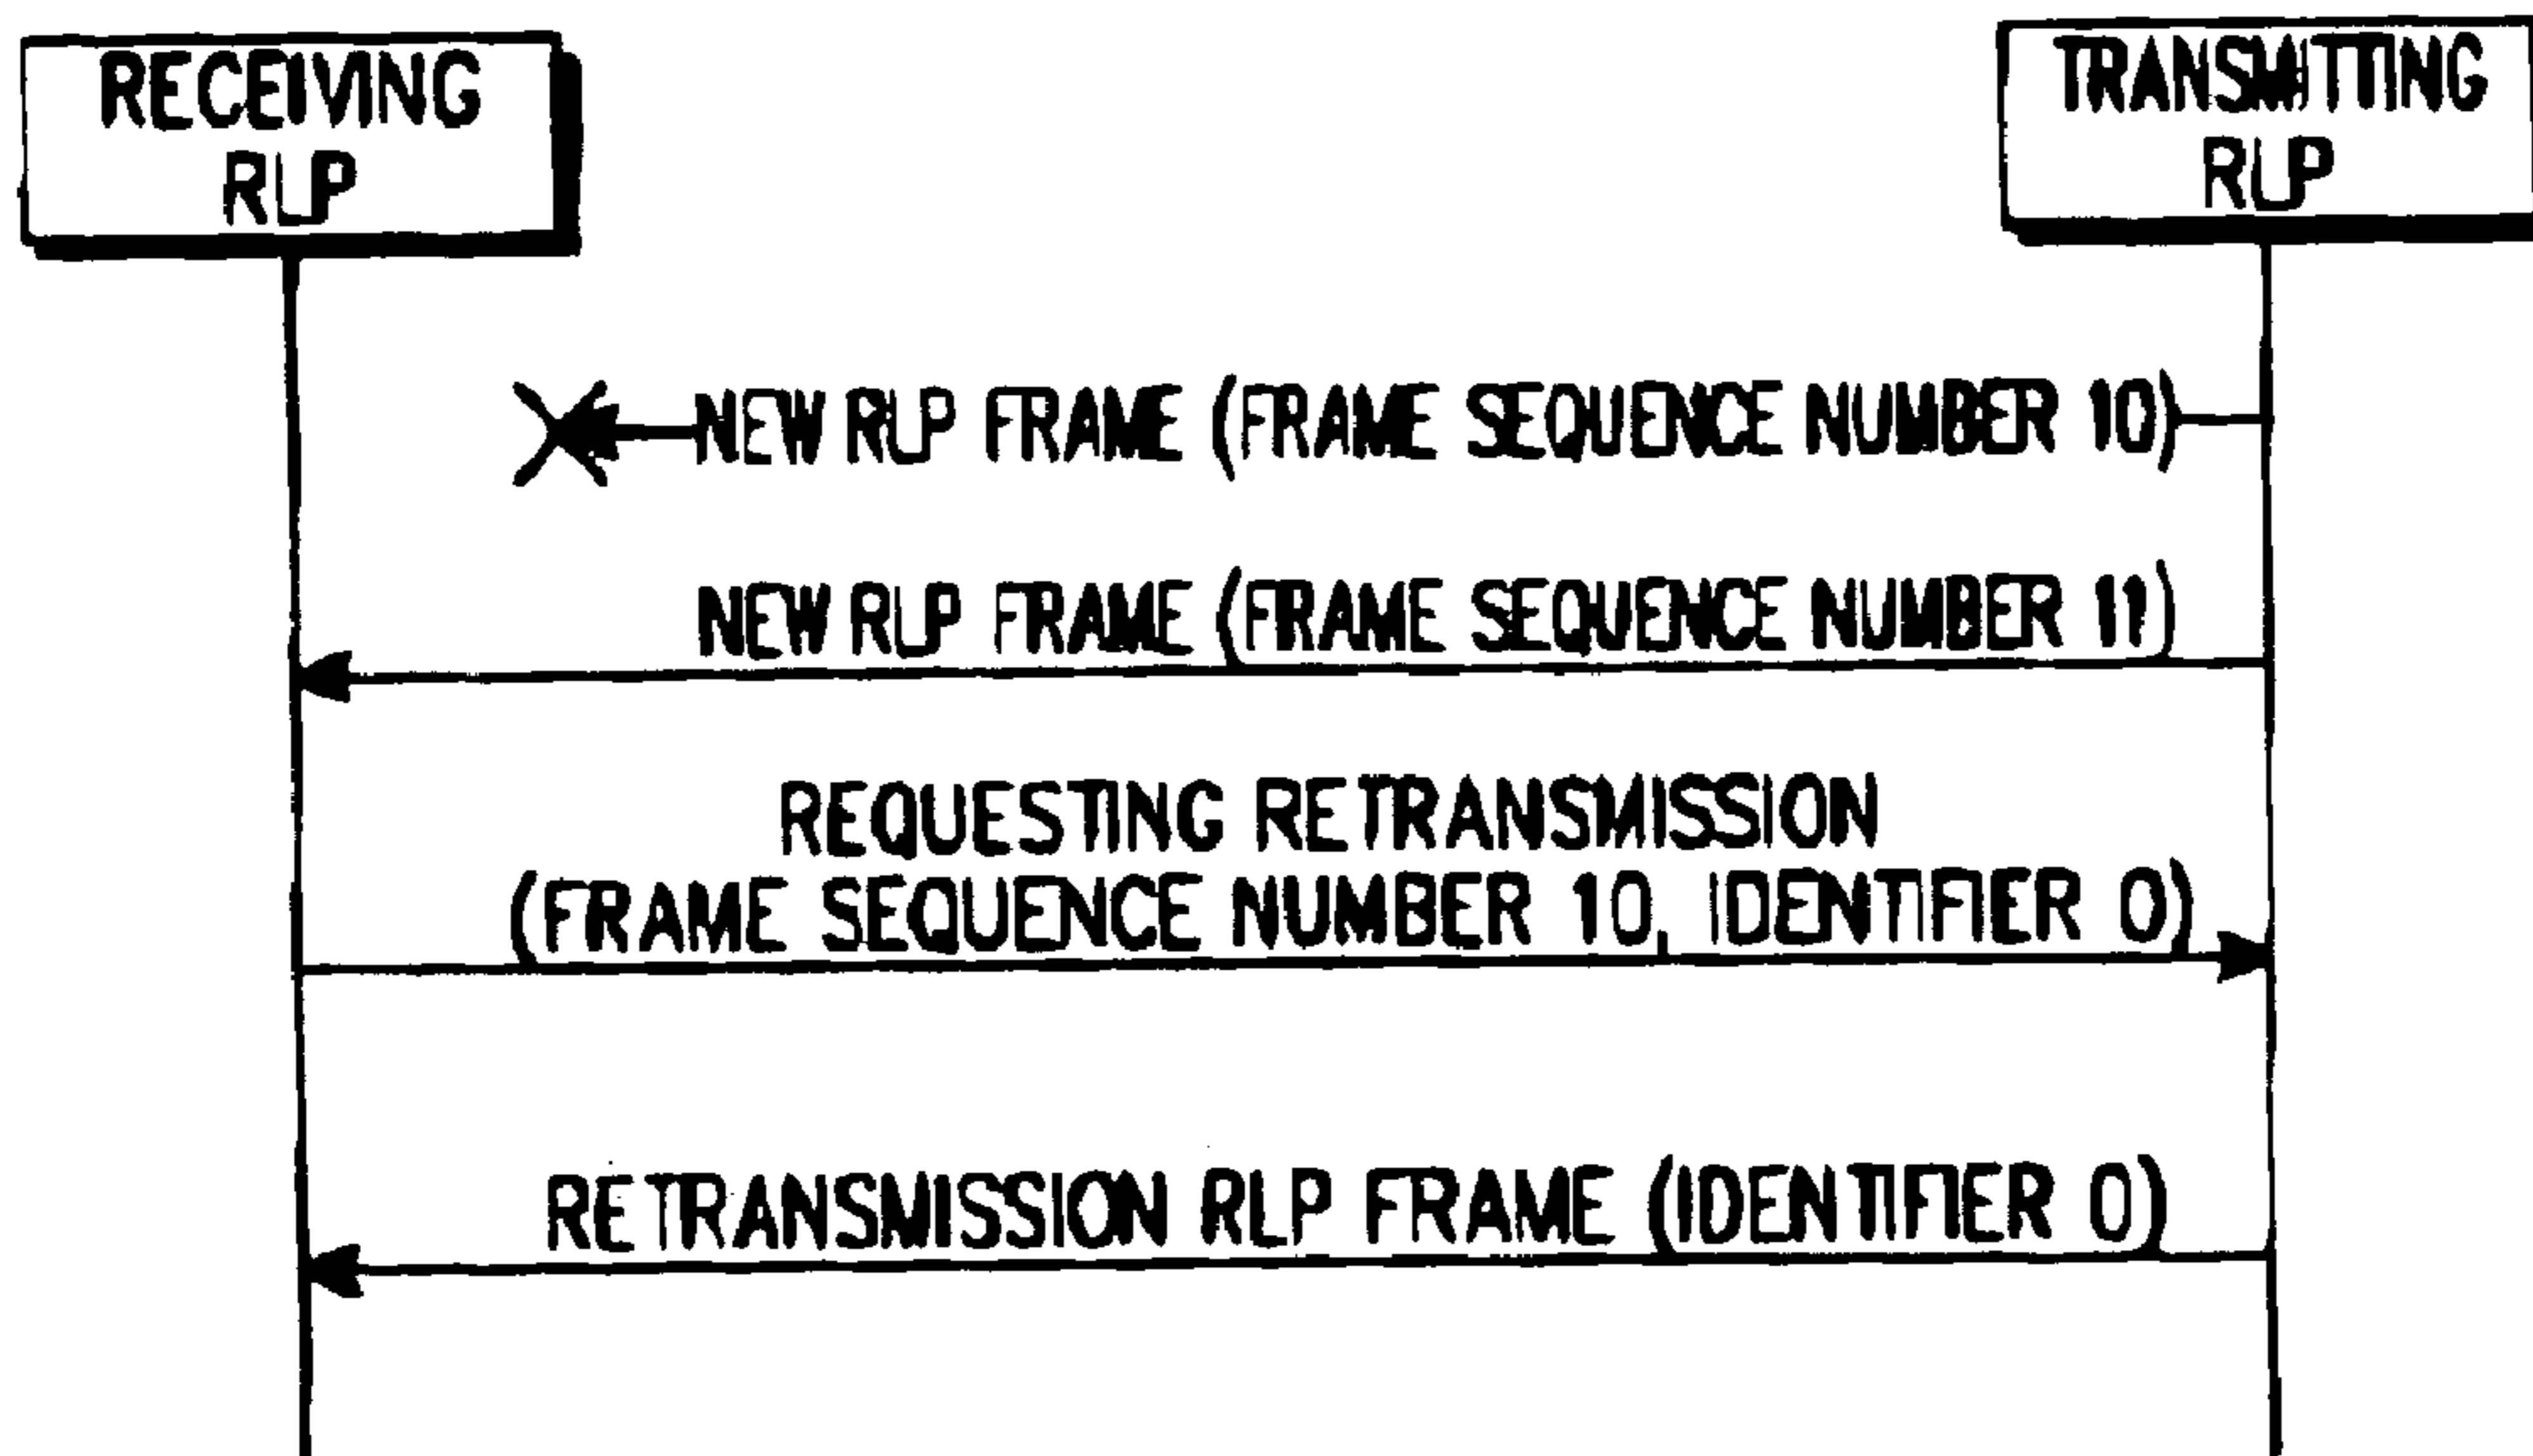 RECEIVING
RLP
TRANSMITTING
RLP
NEW RLP FRAME (FRAME SEQUENCE NUMBER 10)
NEW RLP FRAME (FRAME SEQUENCE NUMBER 11)
REQUESTING RETRANSMISSION
(FRAME SEQUENCE NUMBER 10, IDENTIFIER 0)
RETRANSMISSION RLP FRAME (IDENTIFIER 0)